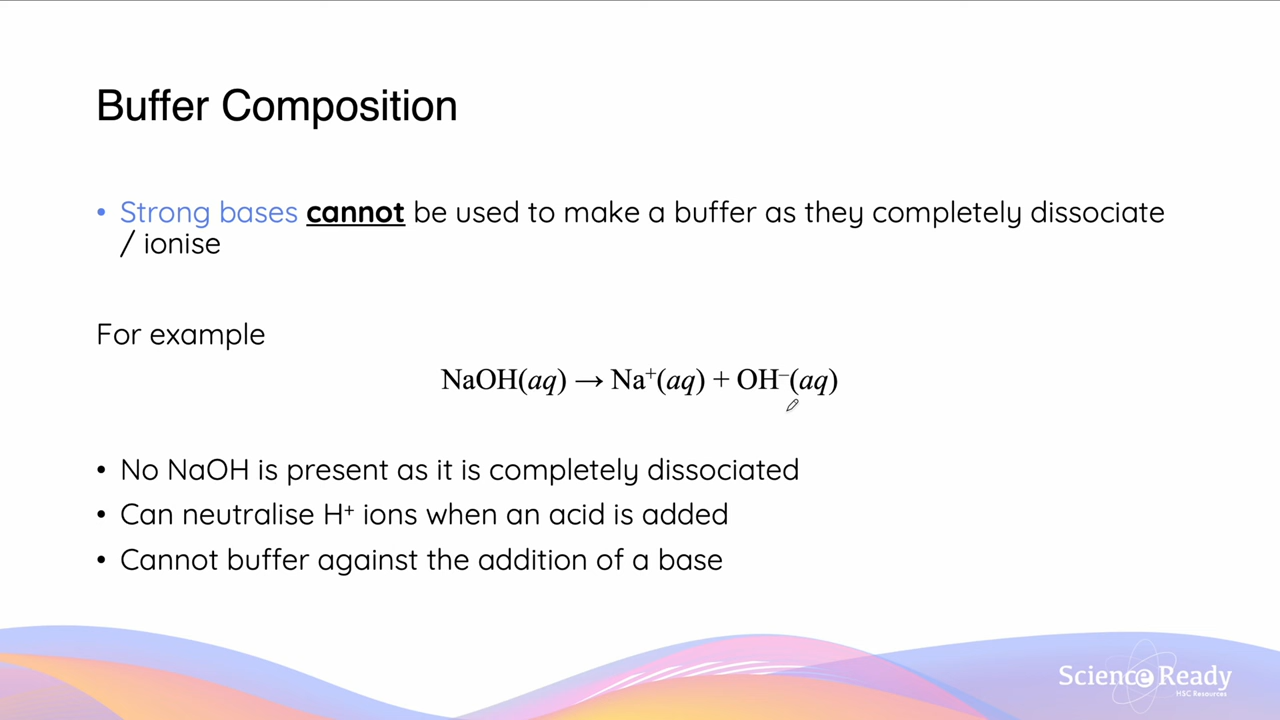 Buffer Composition
• Strong bases cannot be used to make a buffer as they completely dissociate
/ ionise
For example
NaOH(aq) → Na⁺(aq) + OH⁻(aq)
• No NaOH is present as it is completely dissociated
• Can neutralise H⁺ ions when an acid is added
• Cannot buffer against the addition of a base
Science Ready
HSC Resources